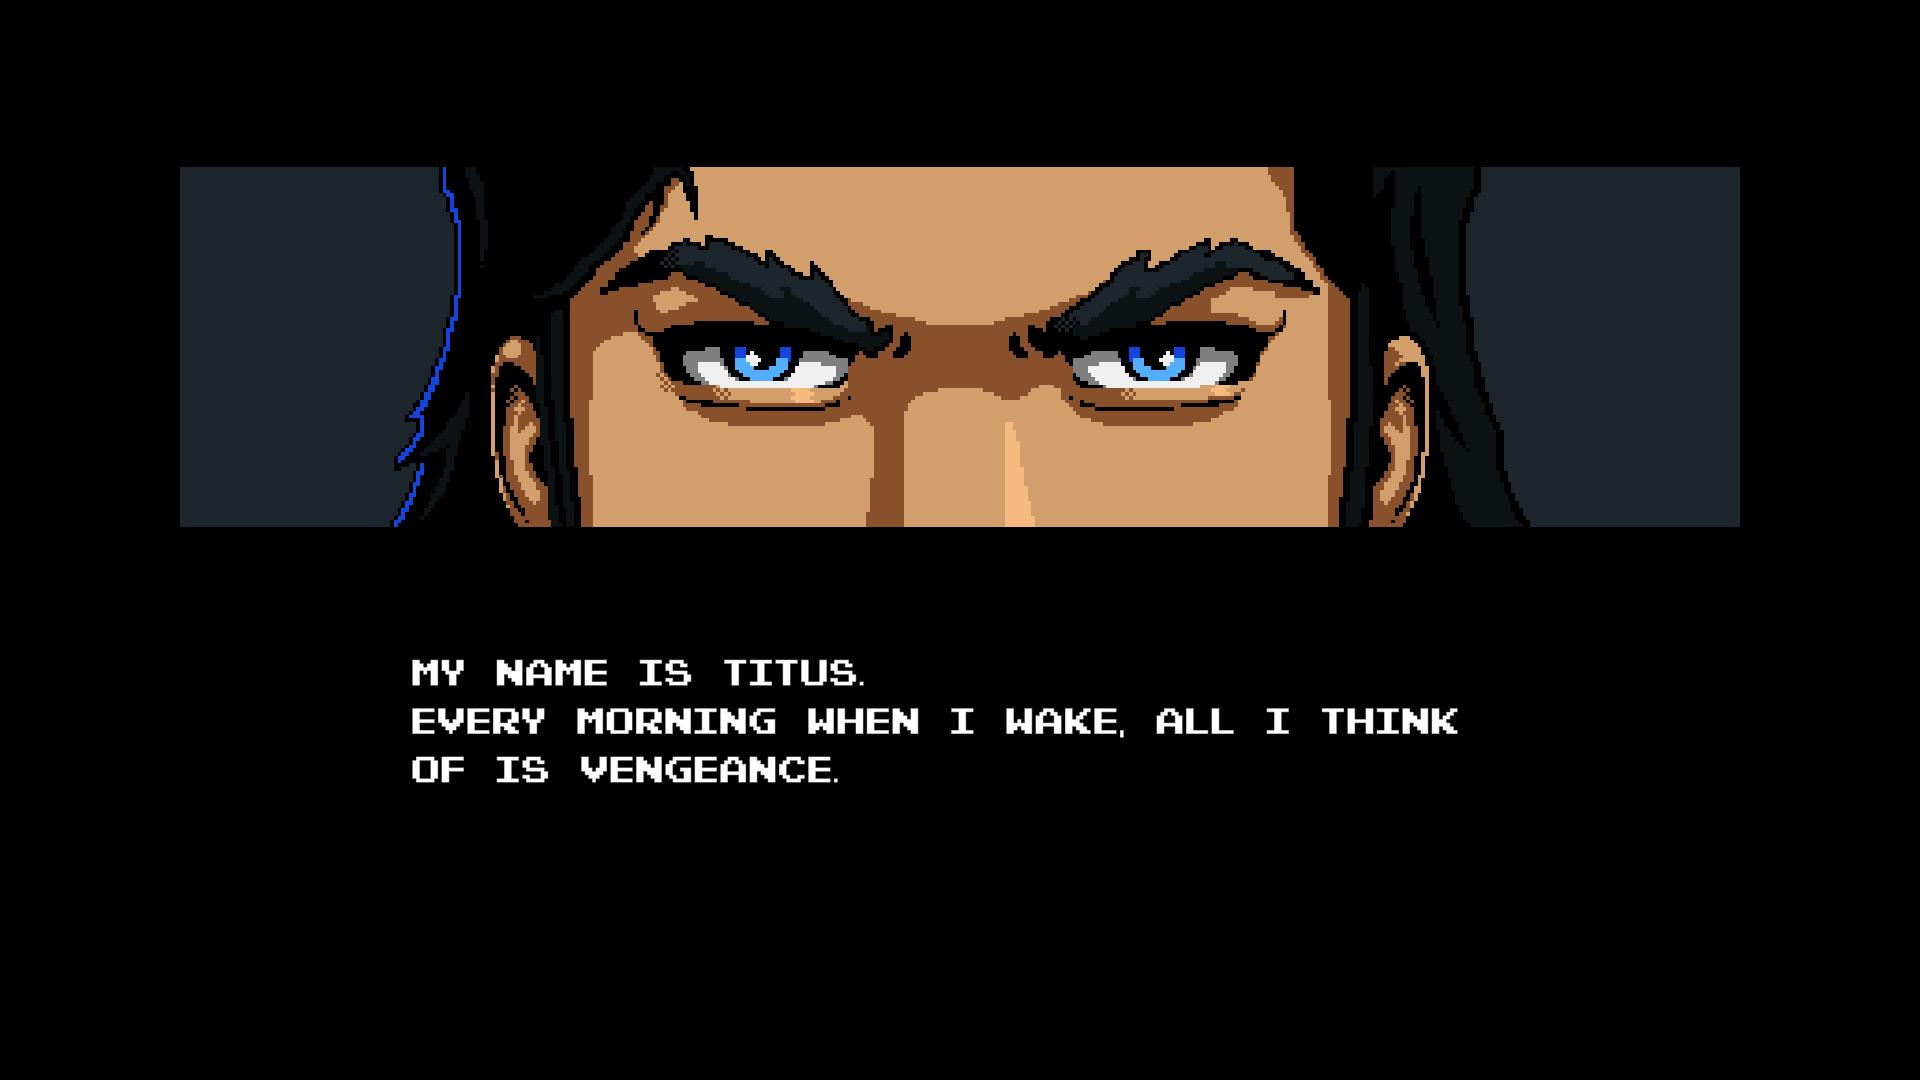 MY NAME IS TITUS.
EVERY MORNING WHEN I WAKE, ALL I THINK
OF IS VENGEANCE.